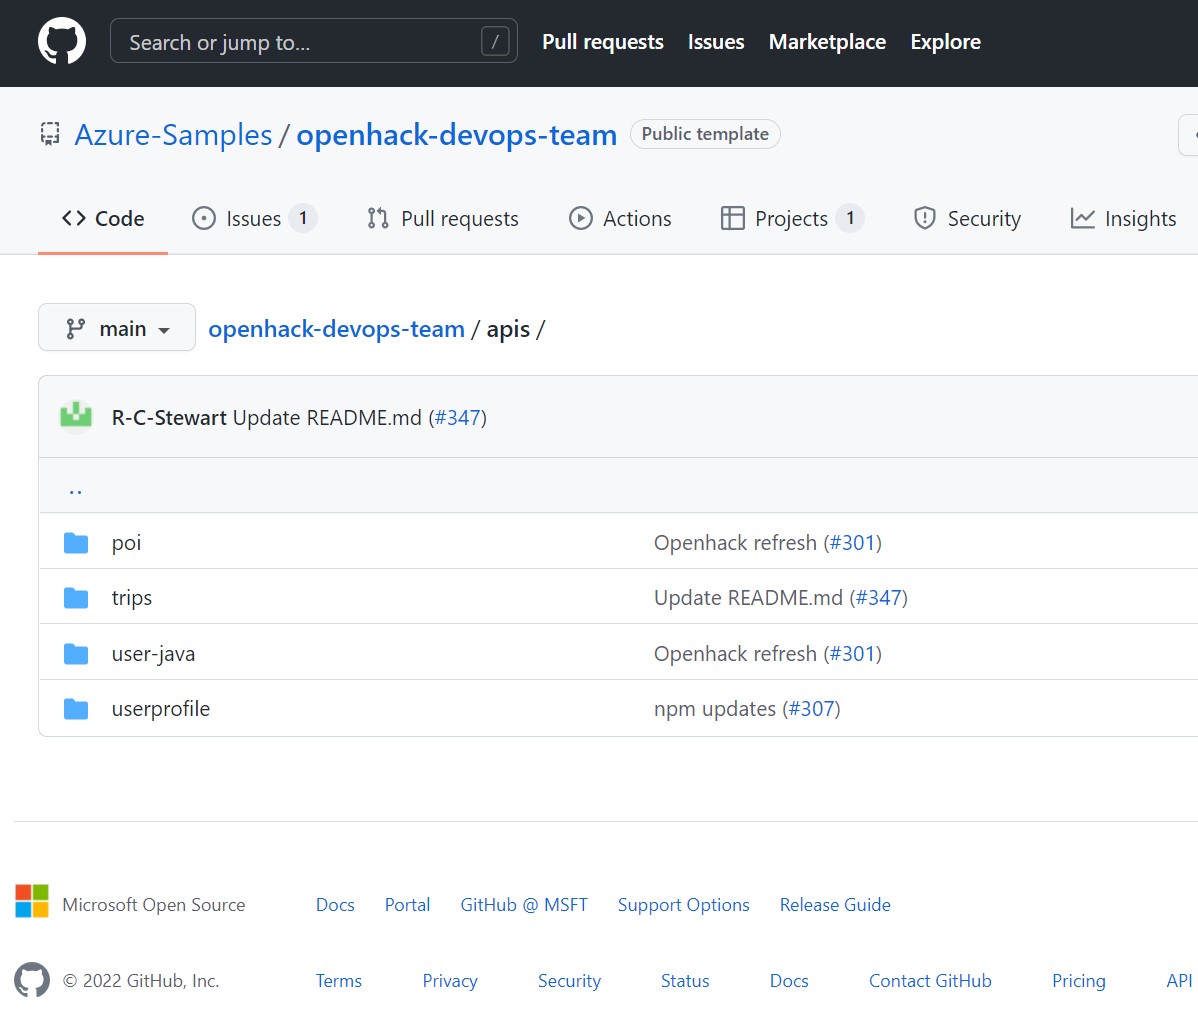 Search or jump to... / Pull requests Issues Marketplace Explore
Azure-Samples / openhack-devops-team Public template
Code Issues 1 Pull requests Actions Projects 1 Security Insights
main openhack-devops-team / apis /
R-C-Stewart Update README.md (#347)
..
poi Openhack refresh (#301)
trips Update README.md (#347)
user-java Openhack refresh (#301)
userprofile npm updates (#307)
Microsoft Open Source Docs Portal GitHub @ MSFT Support Options Release Guide
© 2022 GitHub, Inc. Terms Privacy Security Status Docs Contact GitHub Pricing API